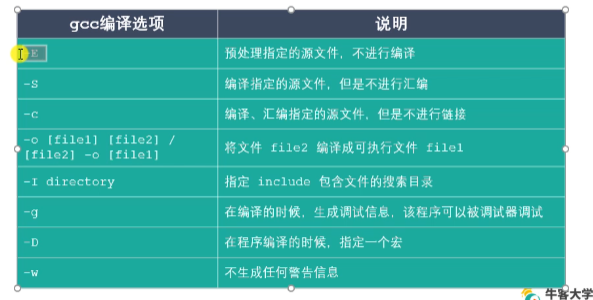 gcc编译选项 说明
-E 预处理指定的源文件，不进行编译
-S 编译指定的源文件，但是不进行汇编
-c 编译、汇编指定的源文件，但是不进行链接
-o [file1] [file2] /
[file2] -o [file1] 将文件 file2 编译成可执行文件 file1
-I directory 指定 include 包含文件的搜索目录
-g 在编译的时候，生成调试信息，该程序可以被调试器调试
-D 在程序编译的时候，指定一个宏
-w 不生成任何警告信息
牛客大学